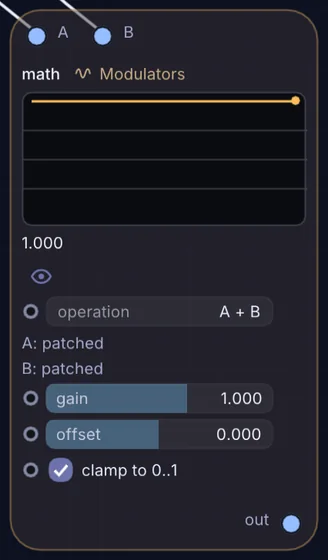 A B
math Modulators
1.000
operation A + B
A: patched
B: patched
gain 1.000
offset 0.000
clamp to 0..1
out